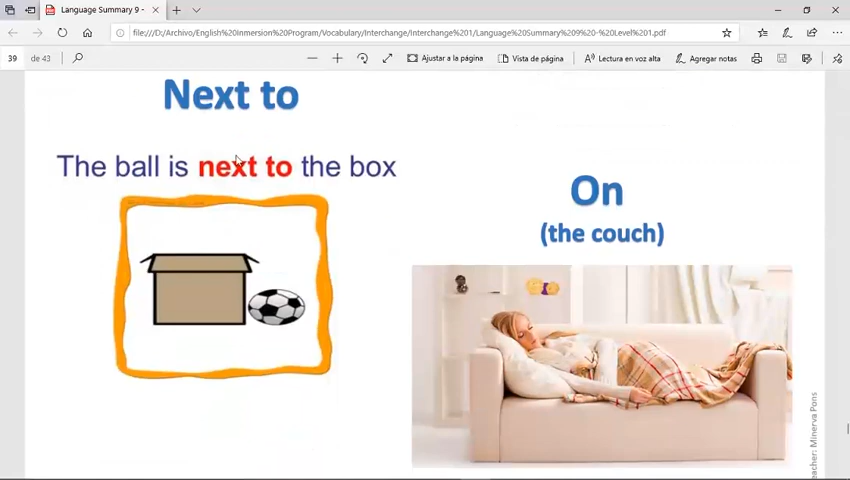 Language Summary 9 -
file:///D:/Archivo/English%20Inmersion%20Program/Vocabulary/Interchange/Interchange%201/Language%20Summary%209%20-%20Level%201.pdf
39 de 43
Ajustar a la página
Vista de página
Lectura en voz alta
Agregar notas
Next to
The ball is next to the box
On
(the couch)
eacher: Minerva Pons